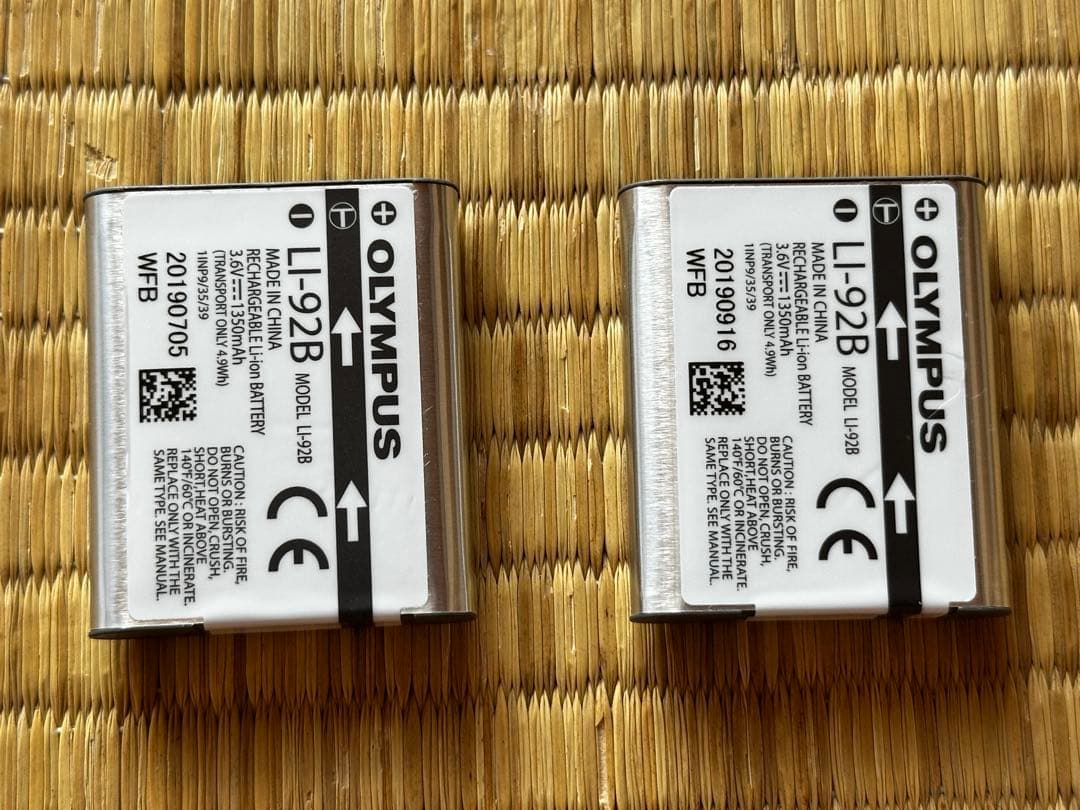 OLYMPUS
LI-92B MODEL LI-92B
MADE IN CHINA
RECHARGEABLE Li-ion BATTERY
3.6V⎓1350mAh
(TRANSPORT ONLY 4.9Wh)
1INP9/35/39
20190705
WFB
CE
CAUTION : RISK OF FIRE,
BURNS OR BURSTING.
DO NOT OPEN, CRUSH,
SHORT,HEAT ABOVE
140°F/60°C OR INCINERATE.
REPLACE ONLY WITH THE
SAME TYPE. SEE MANUAL.
OLYMPUS
LI-92B MODEL LI-92B
MADE IN CHINA
RECHARGEABLE Li-ion BATTERY
3.6V⎓1350mAh
(TRANSPORT ONLY 4.9Wh)
1INP9/35/39
20190916
WFB
CE
CAUTION : RISK OF FIRE,
BURNS OR BURSTING.
DO NOT OPEN, CRUSH,
SHORT,HEAT ABOVE
140°F/60°C OR INCINERATE.
REPLACE ONLY WITH THE
SAME TYPE. SEE MANUAL.